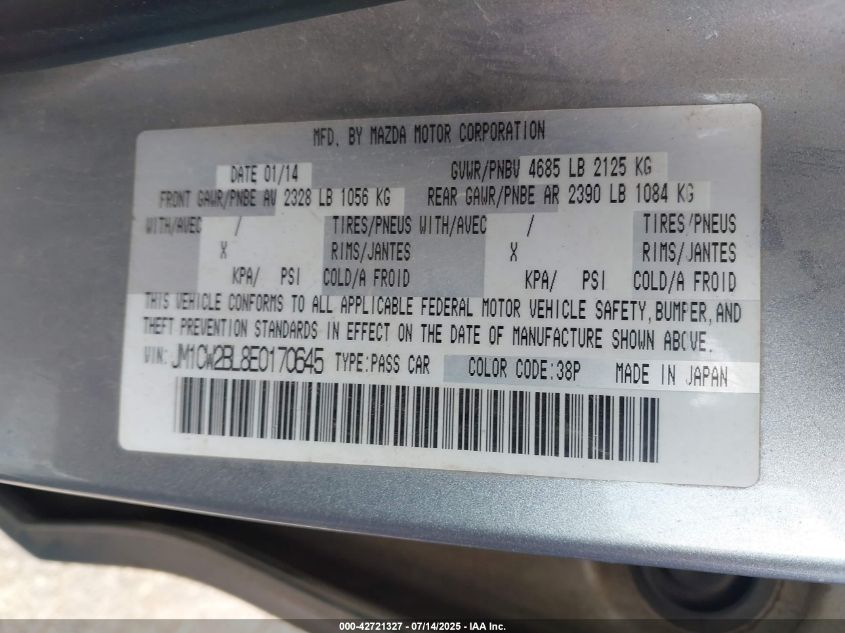 MFD. BY MAZDA MOTOR CORPORATION
DATE 01/14 GVWR/PNBV 4685 LB 2125 KG
FRONT GAWR/PNBE AV 2328 LB 1056 KG REAR GAWR/PNBE AR 2390 LB 1084 KG
WITH/AVEC / TIRES/PNEUS WITH/AVEC / TIRES/PNEUS
X RIMS/JANTES X RIMS/JANTES
KPA/ PSI COLD/A FROID KPA/ PSI COLD/A FROID
THIS VEHICLE CONFORMS TO ALL APPLICABLE FEDERAL MOTOR VEHICLE SAFETY, BUMPER, AND
THEFT PREVENTION STANDARDS IN EFFECT ON THE DATE OF MANUFACTURE SHOWN ABOVE.
VIN: JM1CW2BL8E0170645 TYPE:PASS CAR COLOR CODE:38P MADE IN JAPAN
000-42721327 - 07/14/2025 - IAA Inc.